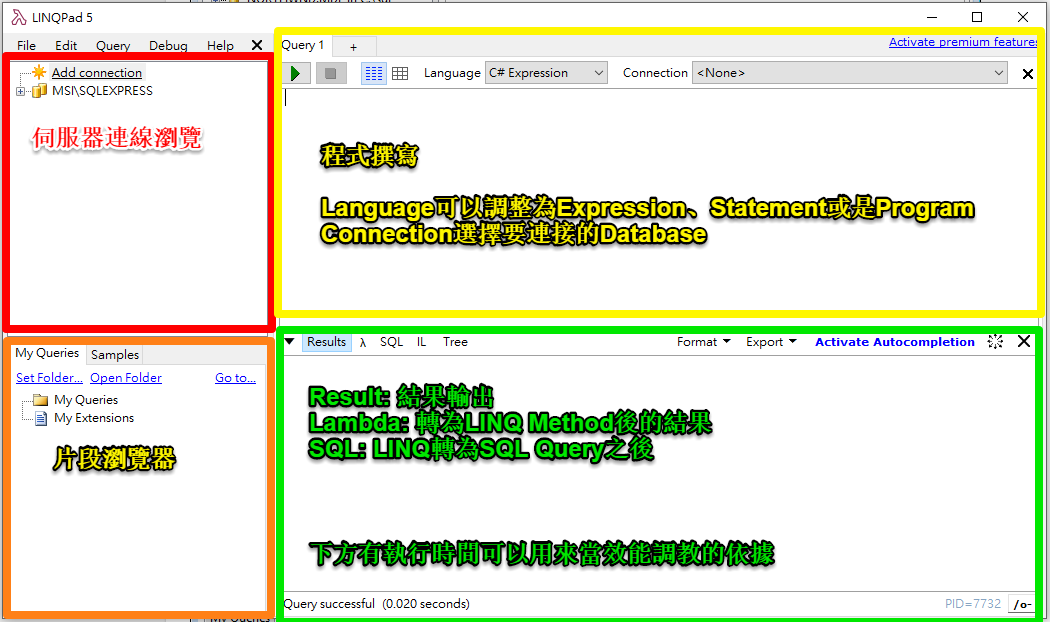 LINQPad 5
File Edit Query Debug Help
Add connection
MSI\SQLEXPRESS
伺服器連線瀏覽
Query 1 +
Activate premium features
Language C# Expression Connection <None>
程式撰寫
Language可以調整為Expression、Statement或是Program
Connection選擇要連接的Database
My Queries Samples
Set Folder... Open Folder Go to...
My Queries
My Extensions
片段瀏覽器
Results λ SQL IL Tree Format Export Activate Autocompletion
Result: 結果輸出
Lambda: 轉為LINQ Method後的結果
SQL: LINQ轉為SQL Query之後
下方有執行時間可以用來當效能調教的依據
Query successful (0.020 seconds) PID=7732 /o-